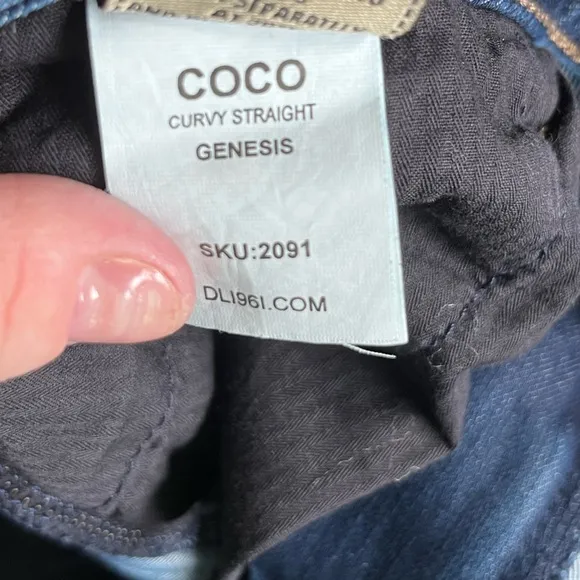 COCO
CURVY STRAIGHT
GENESIS
SKU:2091
DL1961.COM